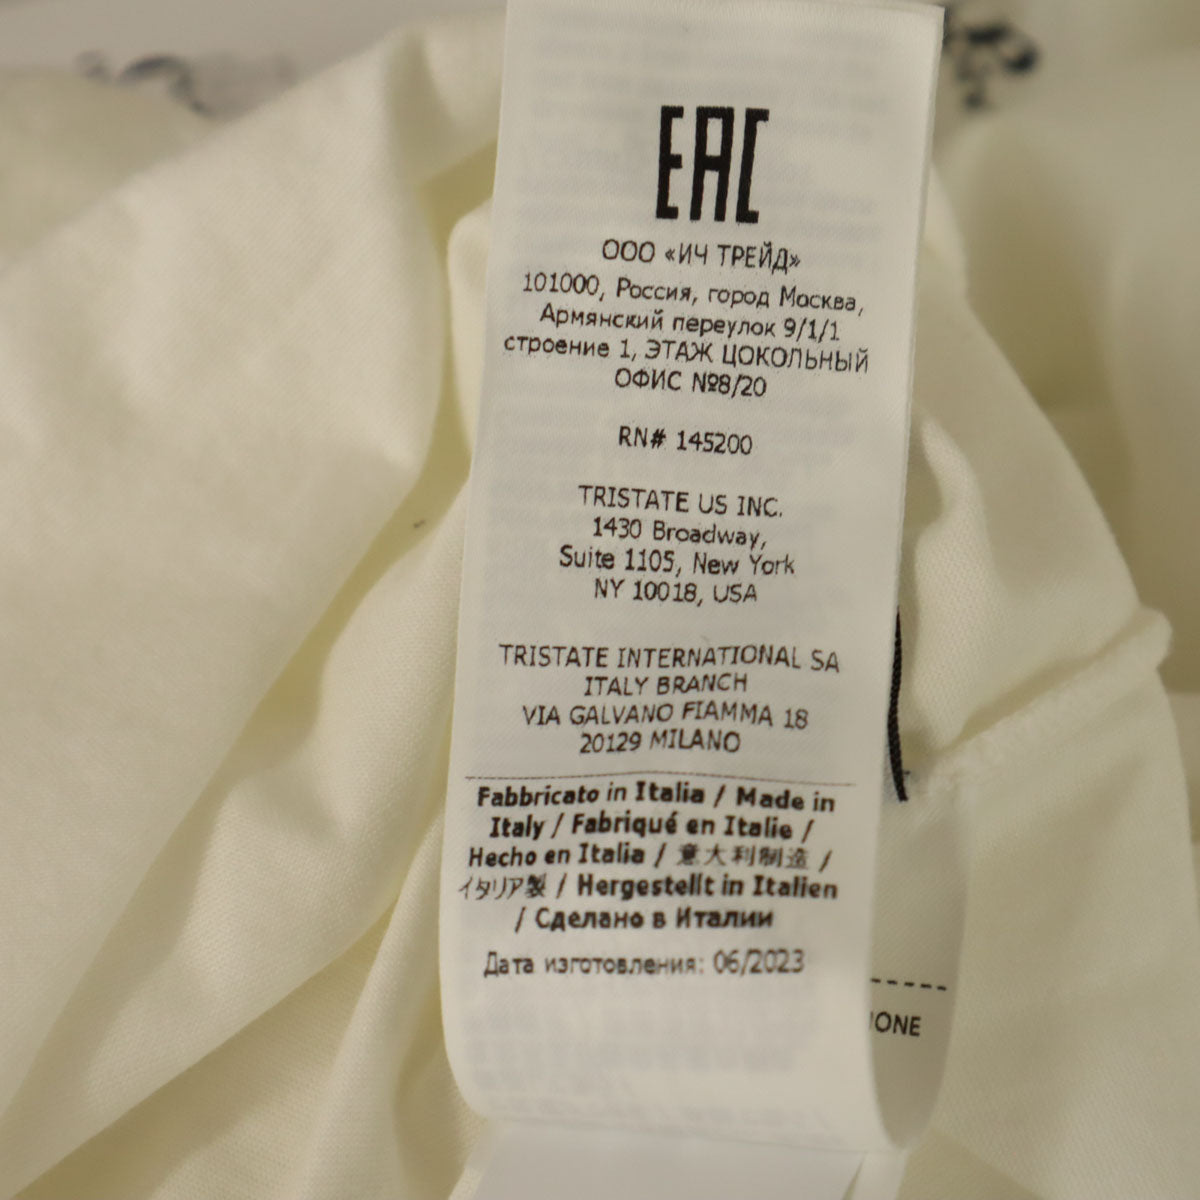 EAC
ООО «ИЧ ТРЕЙД»
101000, Россия, город Москва,
Армянский переулок 9/1/1
строение 1, ЭТАЖ ЦОКОЛЬНЫЙ
ОФИС №8/20
RN# 145200
TRISTATE US INC.
1430 Broadway,
Suite 1105, New York
NY 10018, USA
TRISTATE INTERNATIONAL SA
ITALY BRANCH
VIA GALVANO FIAMMA 18
20129 MILANO
Fabbricato in Italia / Made in
Italy / Fabriqué en Italie /
Hecho en Italia / 意大利制造 /
イタリア製 / Hergestellt in Italien
/ Сделано в Италии
Дата изготовления: 06/2023